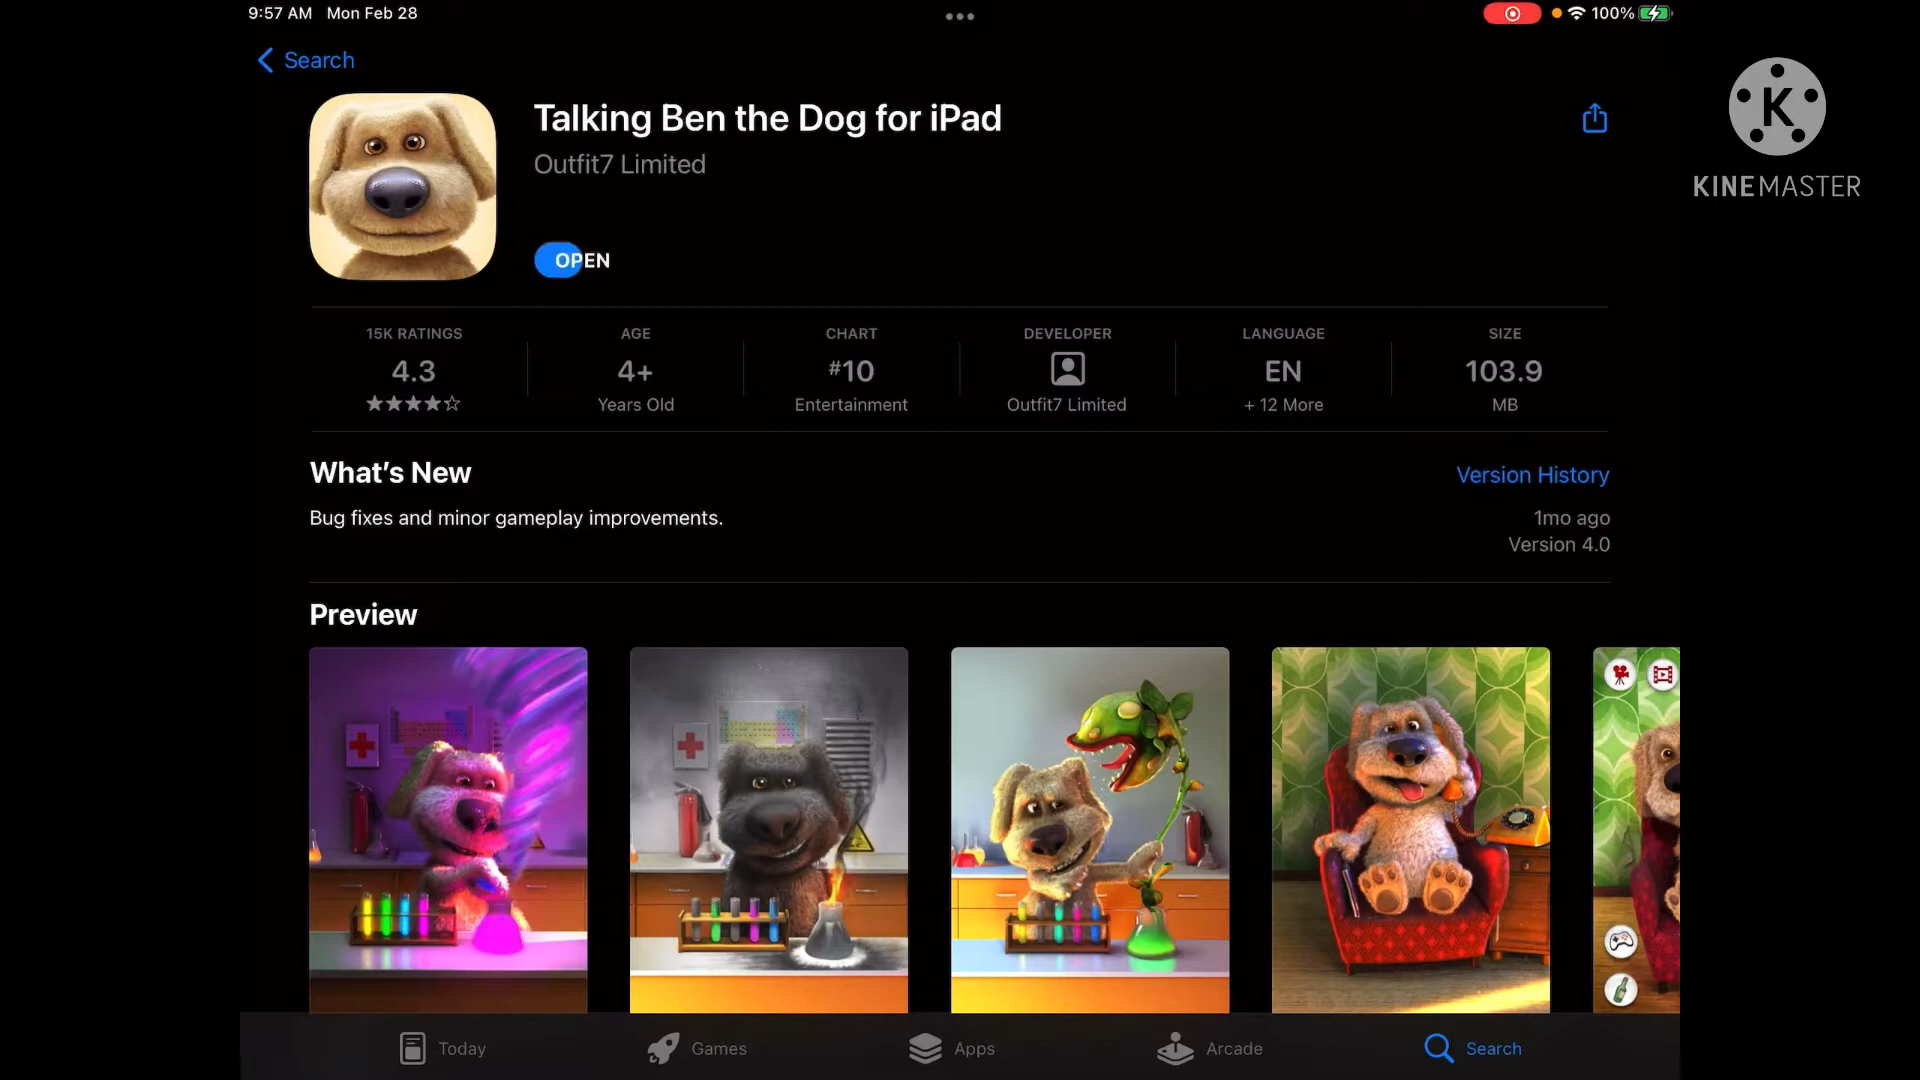 9:57 AM Mon Feb 28
100%
Search
Talking Ben the Dog for iPad
Outfit7 Limited
OPEN
K
KINEMASTER
15K RATINGS
4.3
AGE
4+
Years Old
CHART
#10
Entertainment
DEVELOPER
Outfit7 Limited
LANGUAGE
EN
+ 12 More
SIZE
103.9
MB
What's New
Version History
Bug fixes and minor gameplay improvements.
1mo ago
Version 4.0
Preview
Today
Games
Apps
Arcade
Search